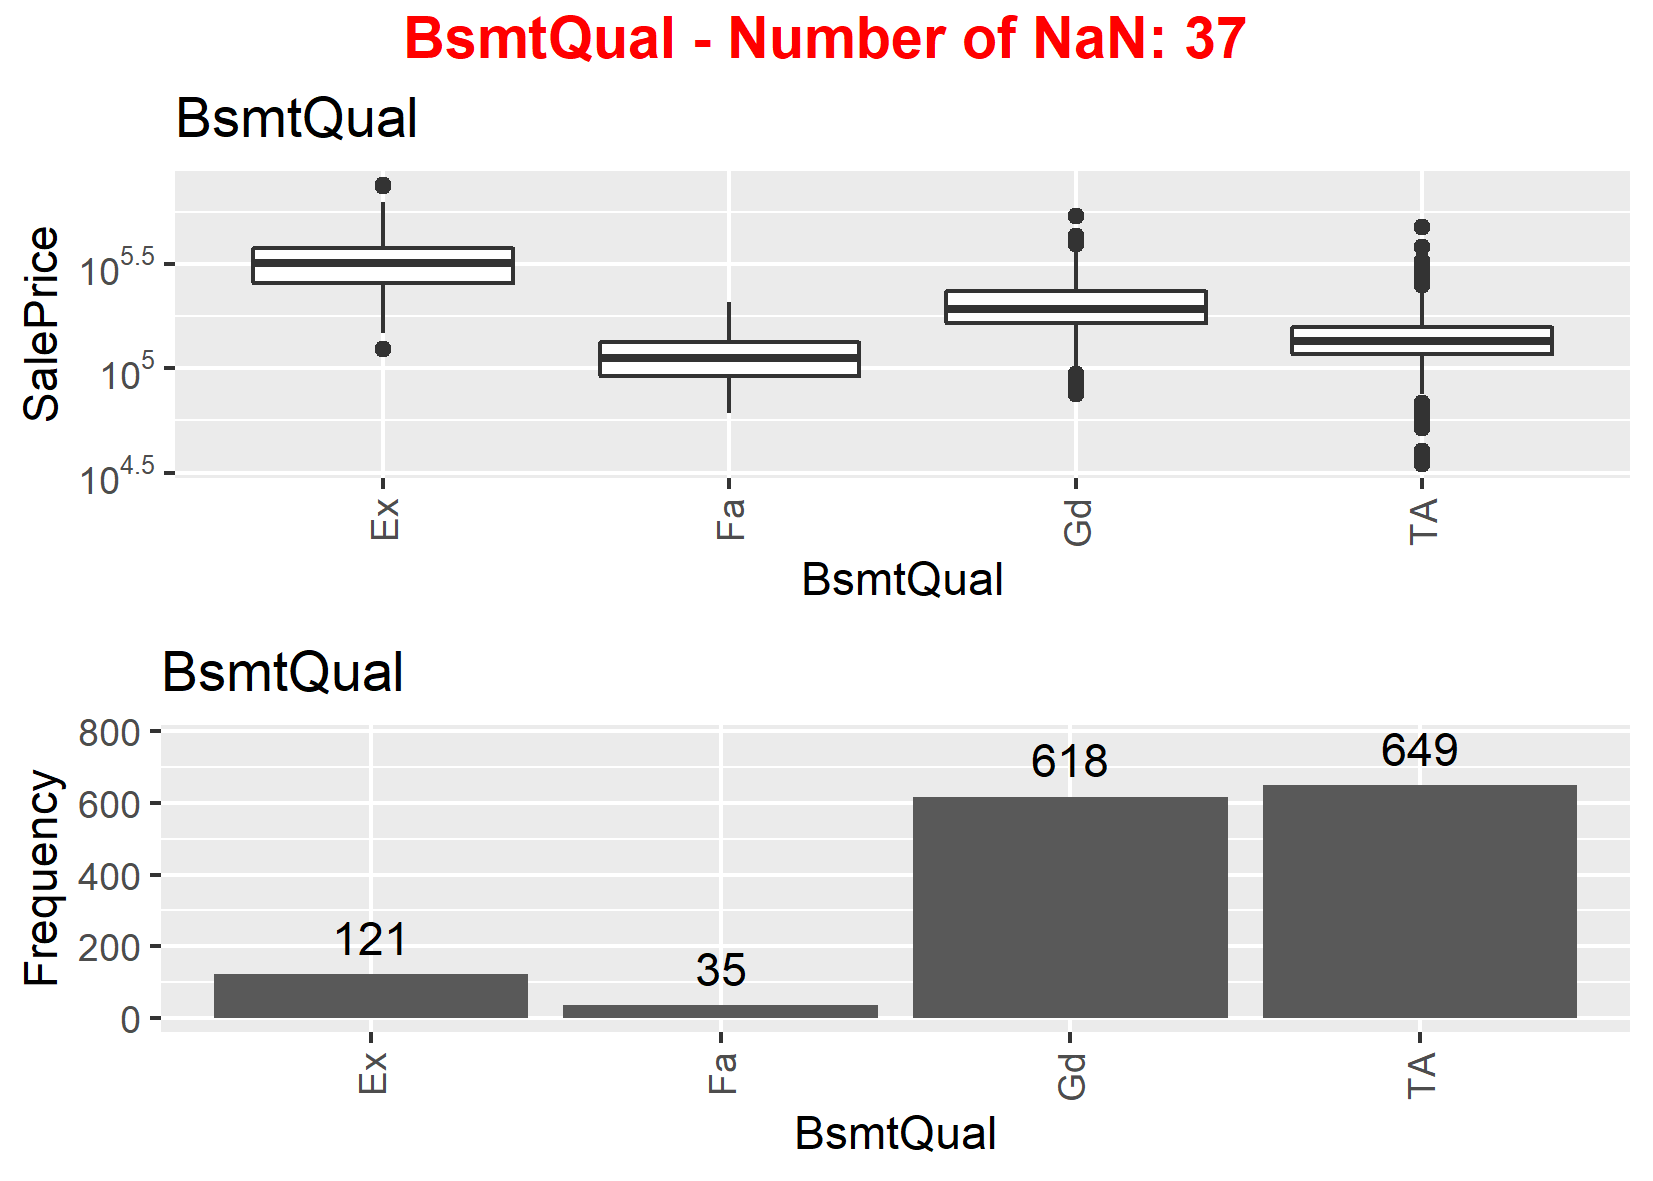 BsmtQual - Number of NaN: 37
BsmtQual
SalePrice
10^5.5
10^5
10^4.5
Ex Fa Gd TA
BsmtQual
BsmtQual
Frequency
800
600
400
200
0
121 35 618 649
Ex Fa Gd TA
BsmtQual